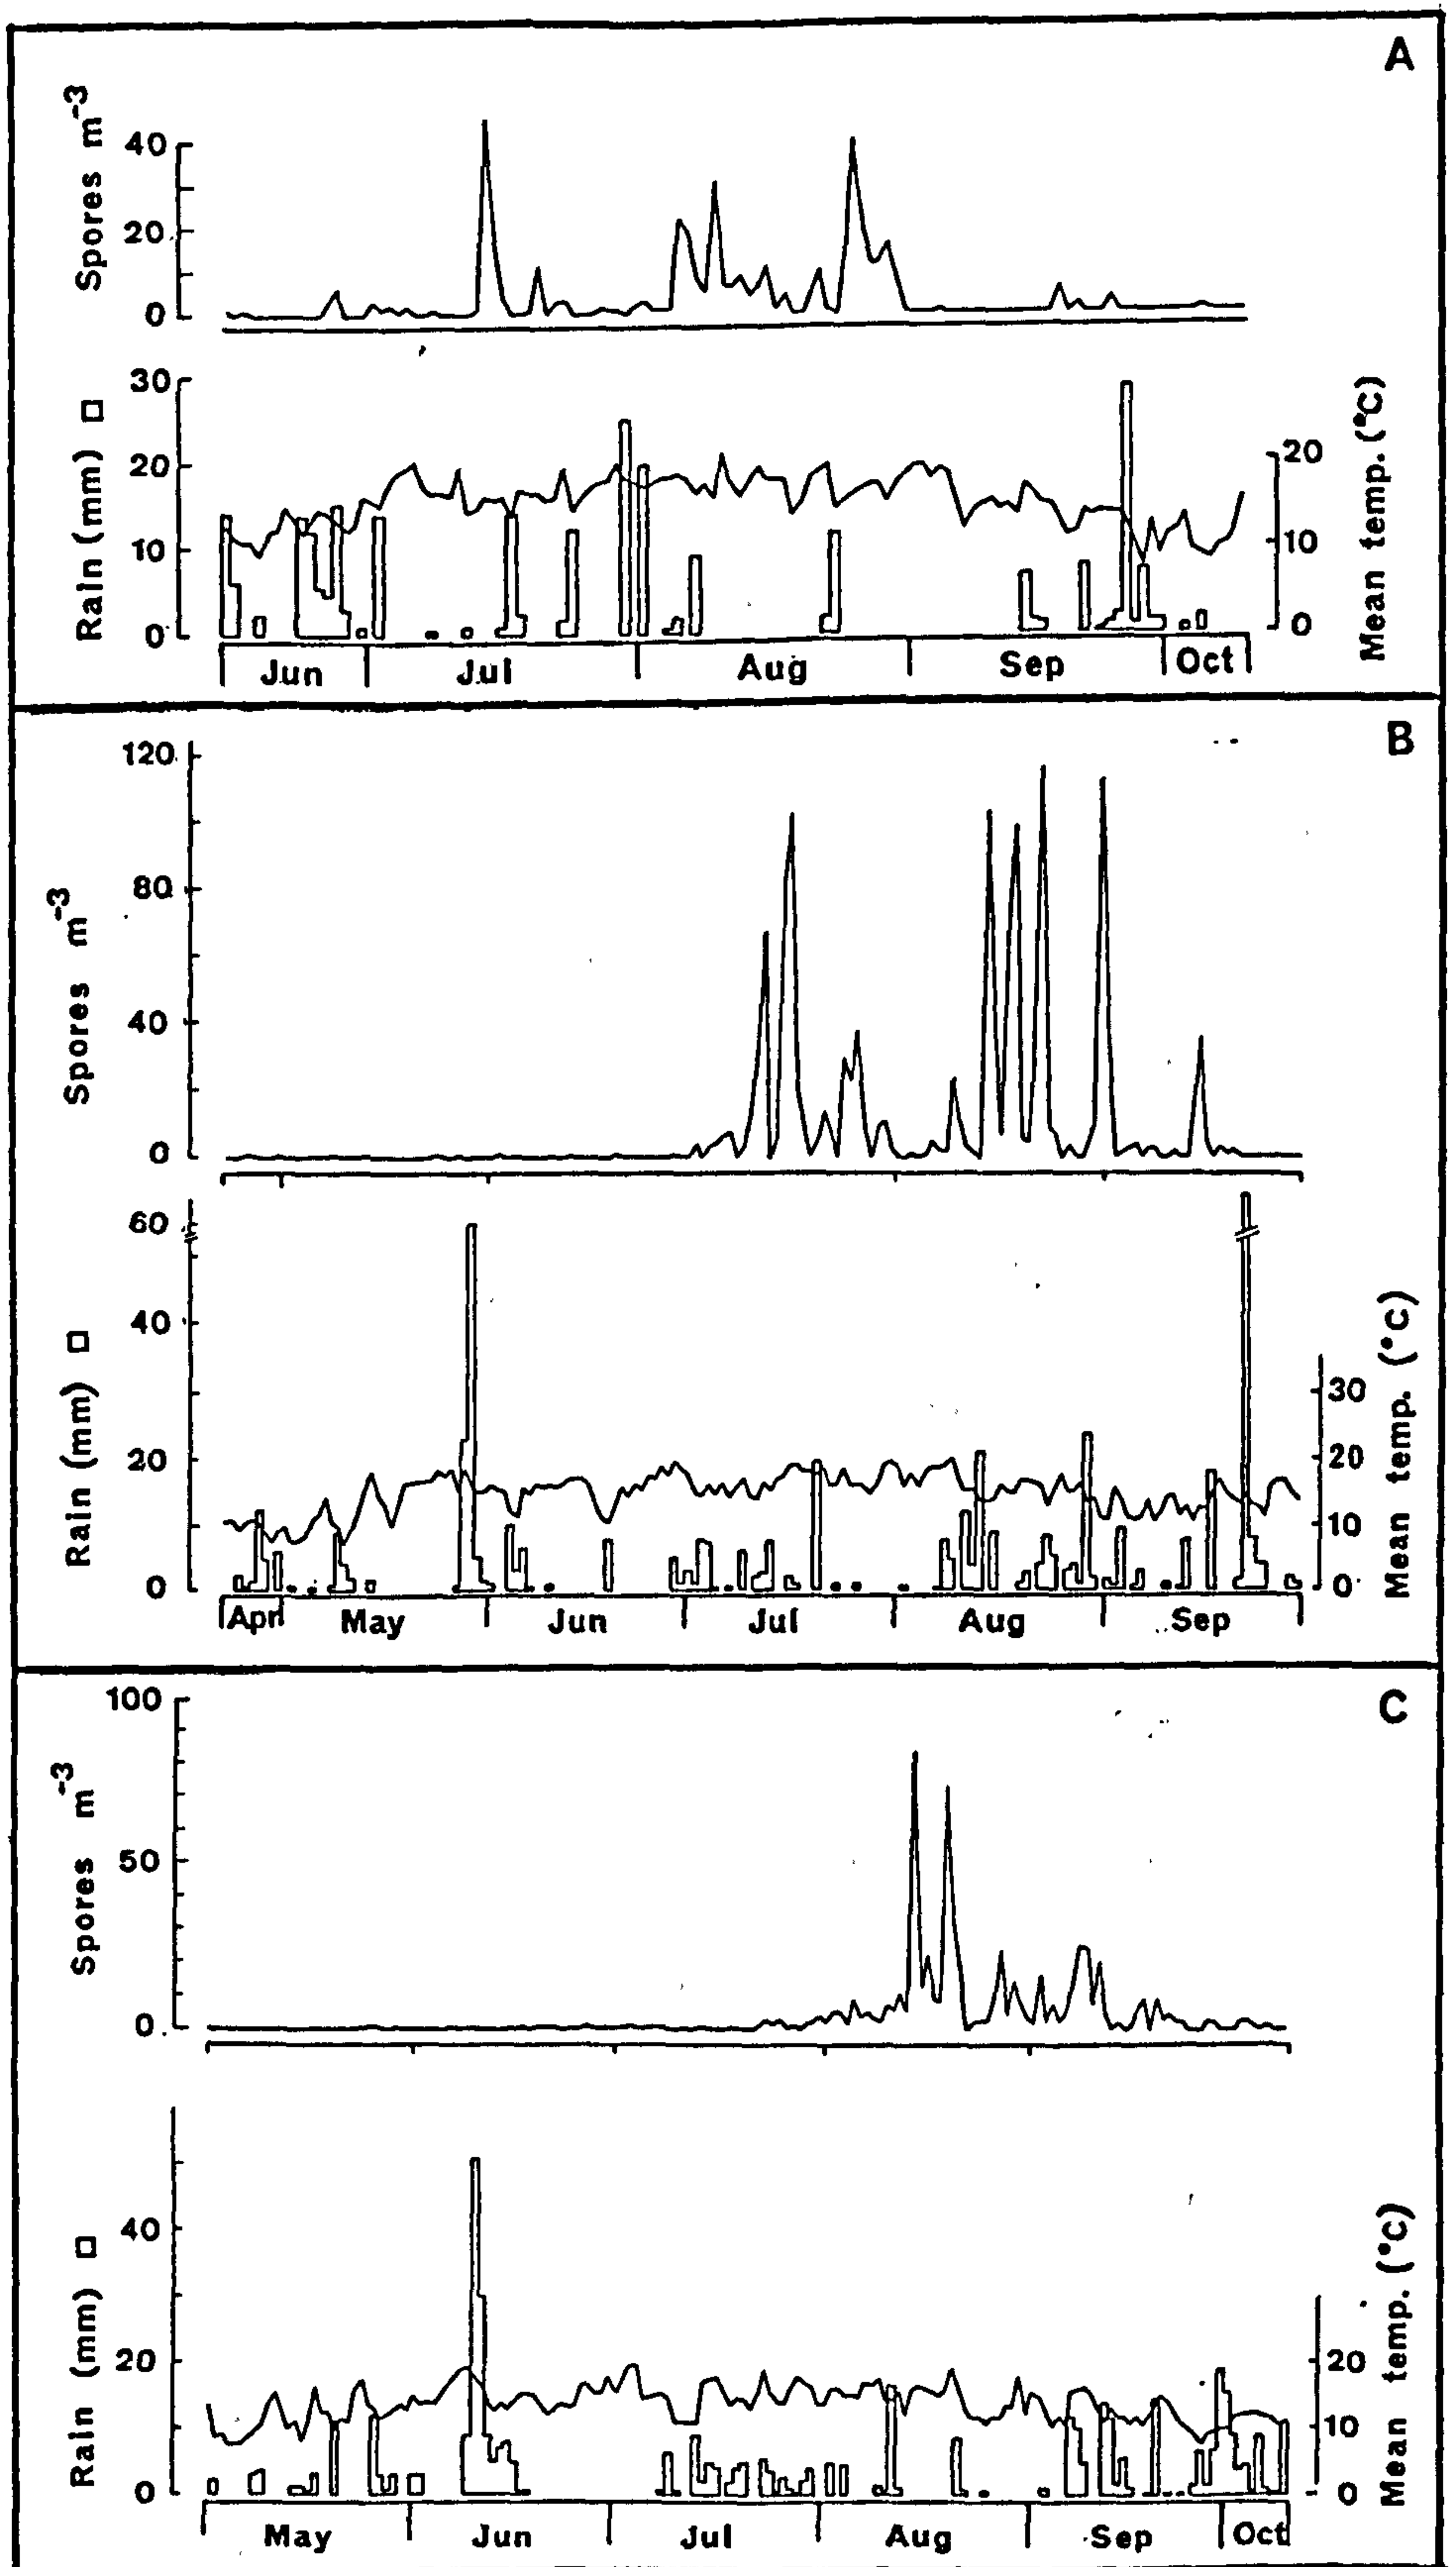 A
Spores m⁻³
40
20
0
Rain (mm) □
30
20
10
0
Mean temp. (°C)
20
10
0
Jun Jul Aug Sep Oct
B
Spores m⁻³
120
80
40
0
Rain (mm) □
60
40
20
0
Mean temp. (°C)
30
20
10
0
Apr May Jun Jul Aug Sep
C
Spores m⁻³
100
50
0
Rain (mm) □
40
20
0
Mean temp. (°C)
20
10
0
May Jun Jul Aug Sep Oct